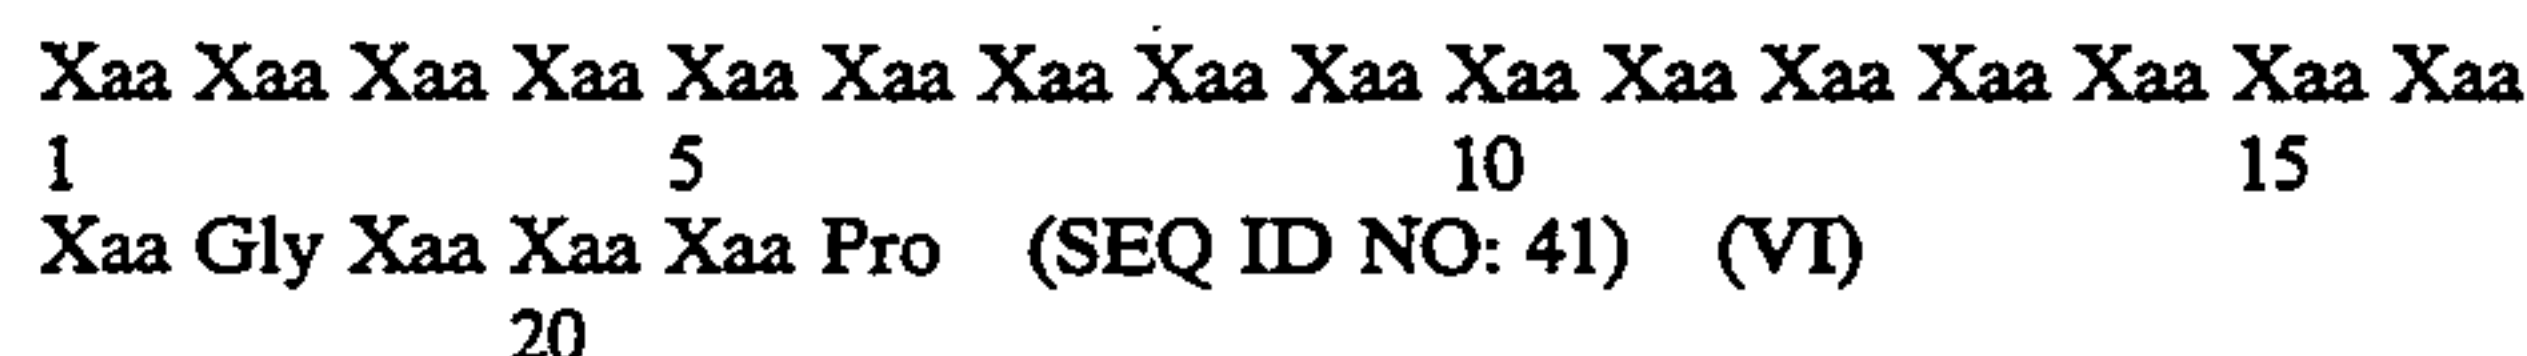 Xaa Xaa Xaa Xaa Xaa Xaa Xaa Xaa Xaa Xaa Xaa Xaa Xaa Xaa Xaa Xaa
1 5 10 15
Xaa Gly Xaa Xaa Xaa Pro (SEQ ID NO: 41) (VI)
20